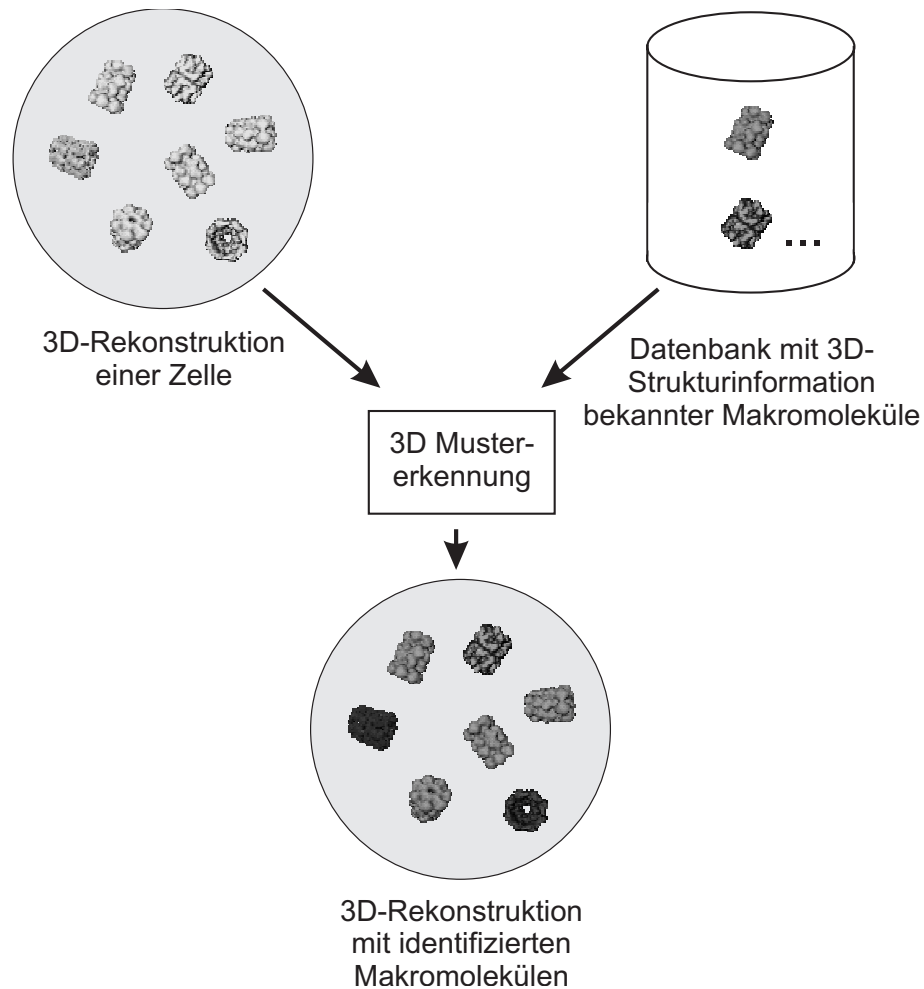 3D-Rekonstruktion
einer Zelle
Datenbank mit 3D-
Strukturinformation
bekannter Makromoleküle
3D Muster-
erkennung
3D-Rekonstruktion
mit identifizierten
Makromolekülen